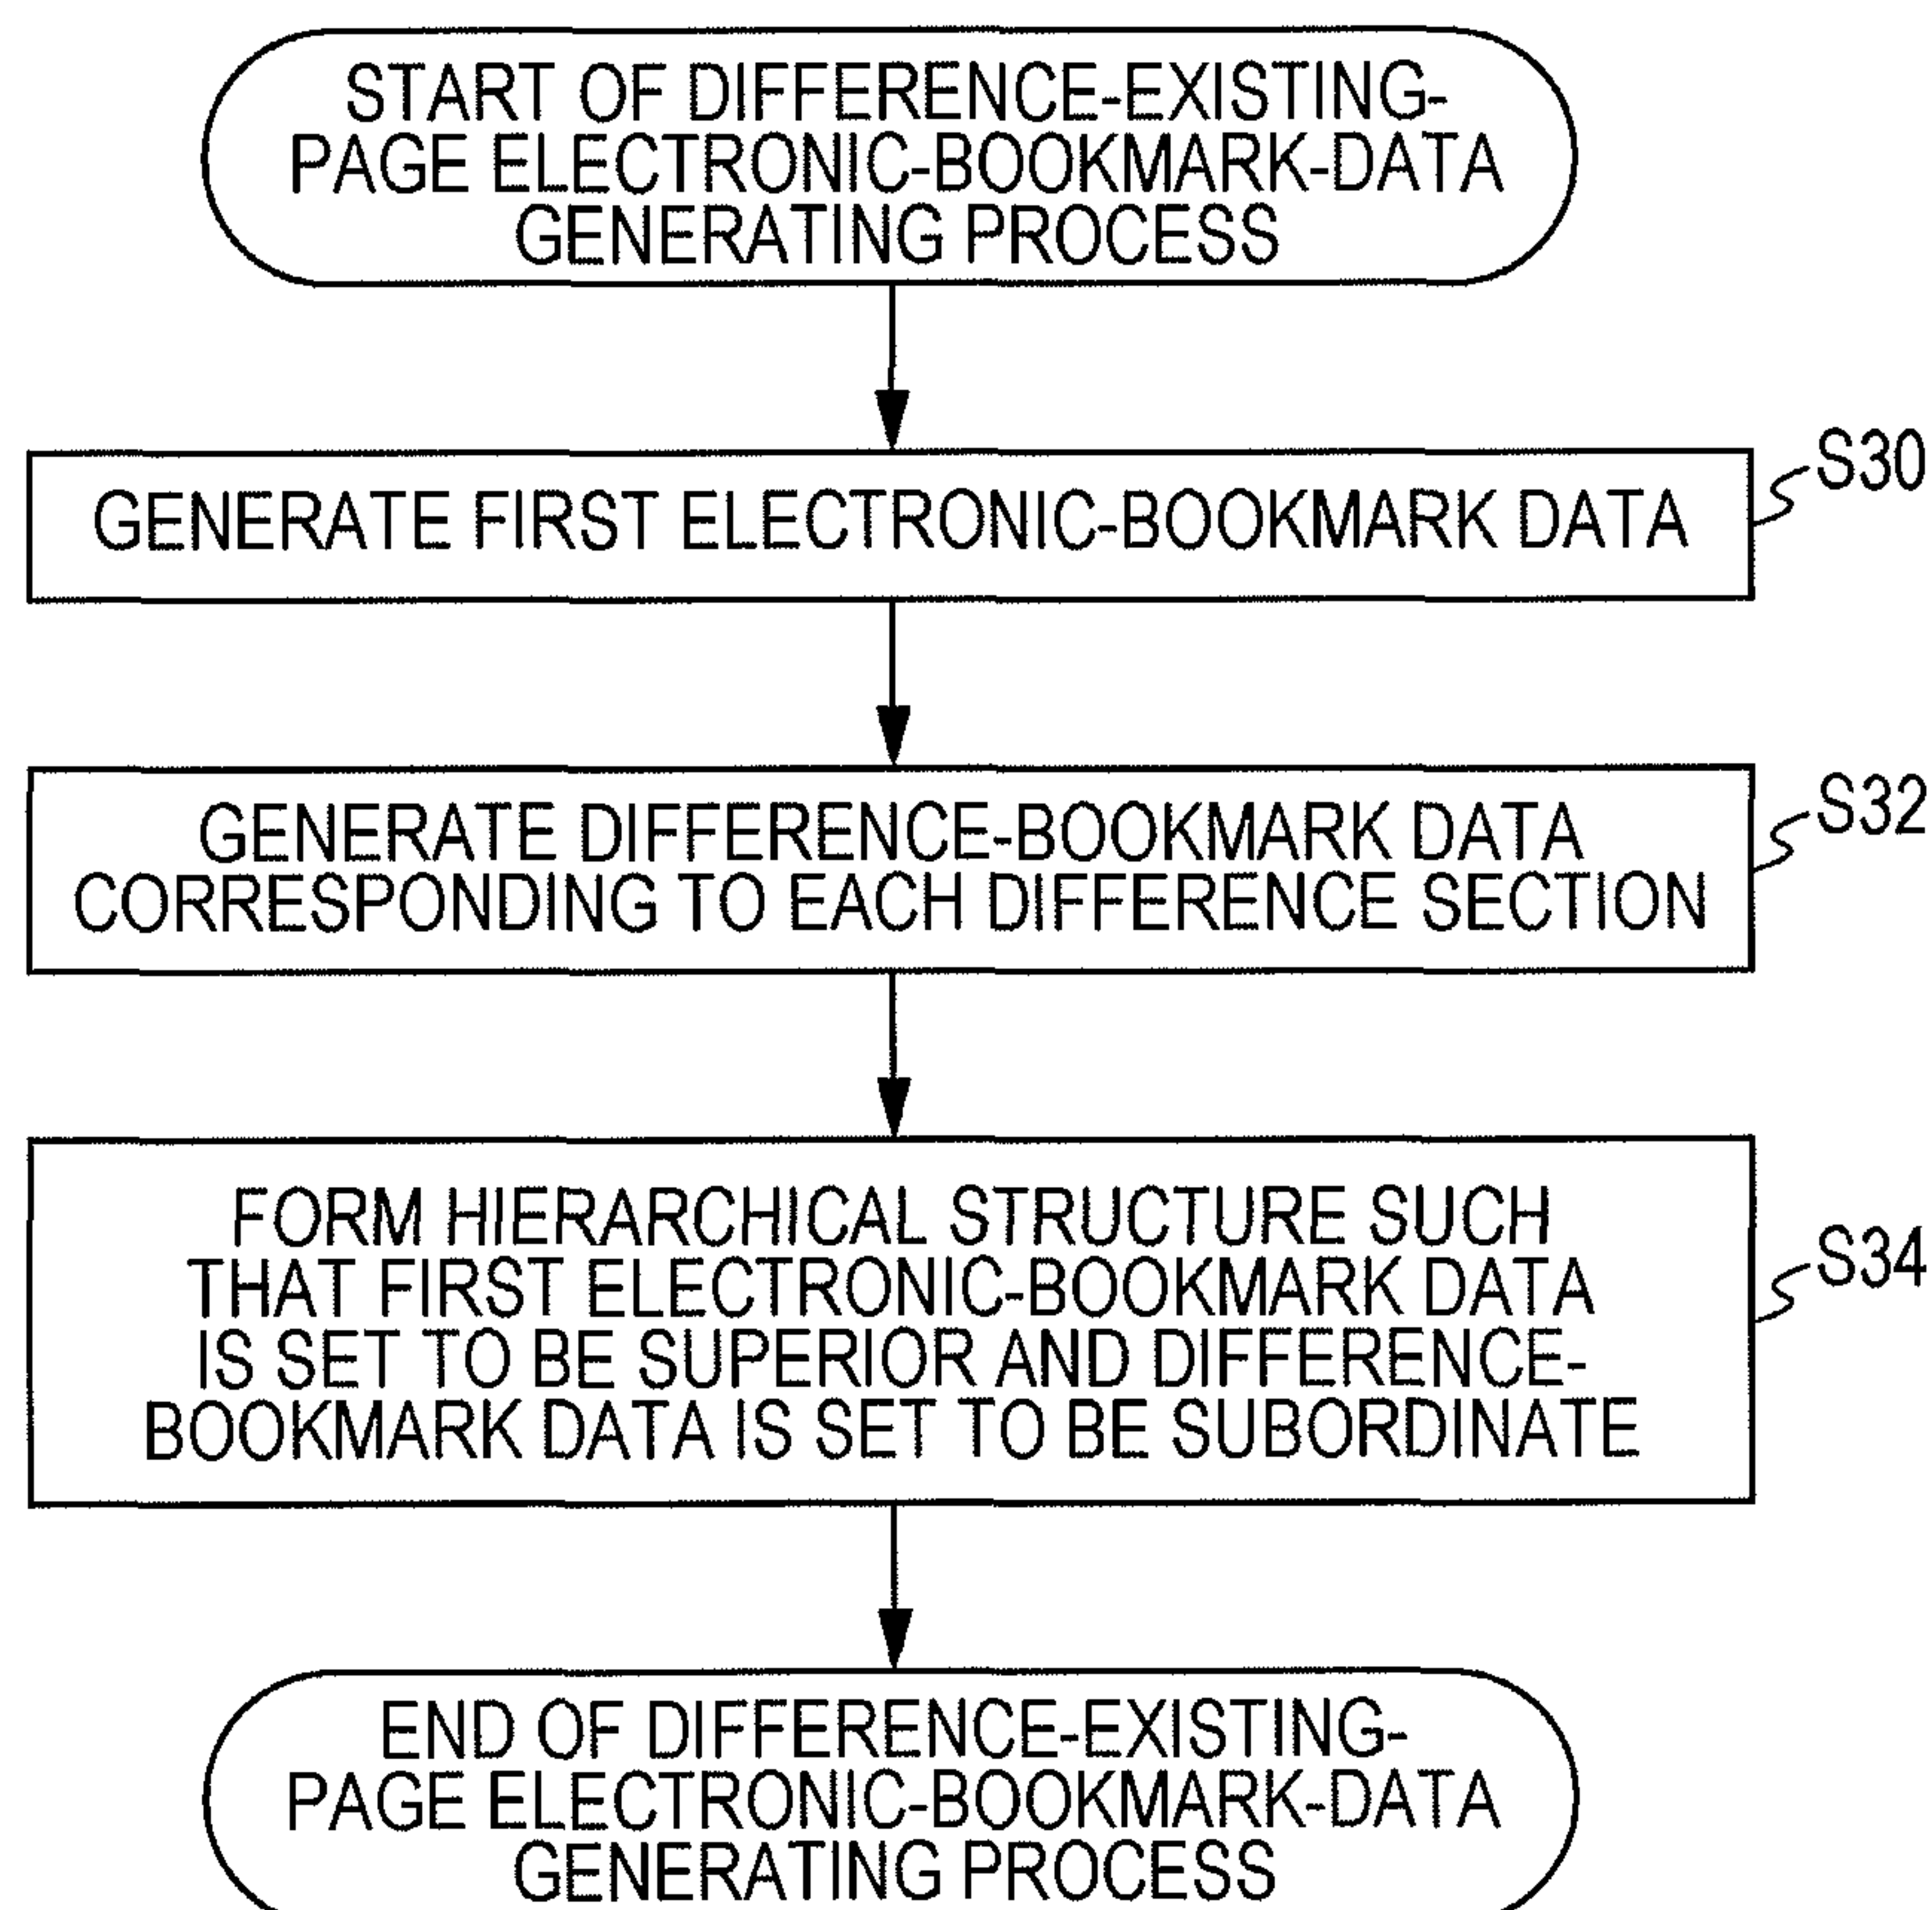 START OF DIFFERENCE-EXISTING-
PAGE ELECTRONIC-BOOKMARK-DATA
GENERATING PROCESS
S30
GENERATE FIRST ELECTRONIC-BOOKMARK DATA
S32
GENERATE DIFFERENCE-BOOKMARK DATA
CORRESPONDING TO EACH DIFFERENCE SECTION
S34
FORM HIERARCHICAL STRUCTURE SUCH
THAT FIRST ELECTRONIC-BOOKMARK DATA
IS SET TO BE SUPERIOR AND DIFFERENCE-
BOOKMARK DATA IS SET TO BE SUBORDINATE
END OF DIFFERENCE-EXISTING-
PAGE ELECTRONIC-BOOKMARK-DATA
GENERATING PROCESS